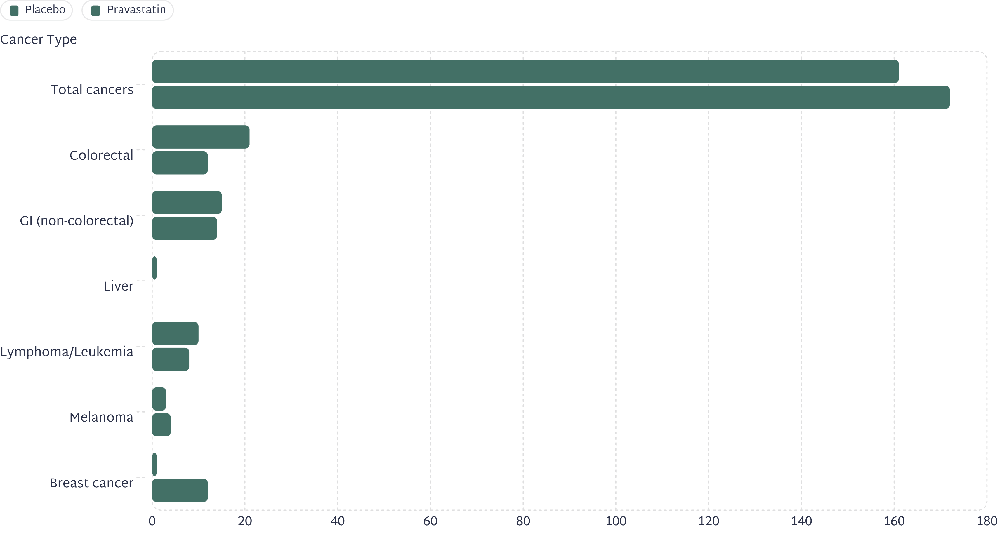 Placebo Pravastatin
Cancer Type
Total cancers
Colorectal
GI (non-colorectal)
Liver
Lymphoma/Leukemia
Melanoma
Breast cancer
0 20 40 60 80 100 120 140 160 180